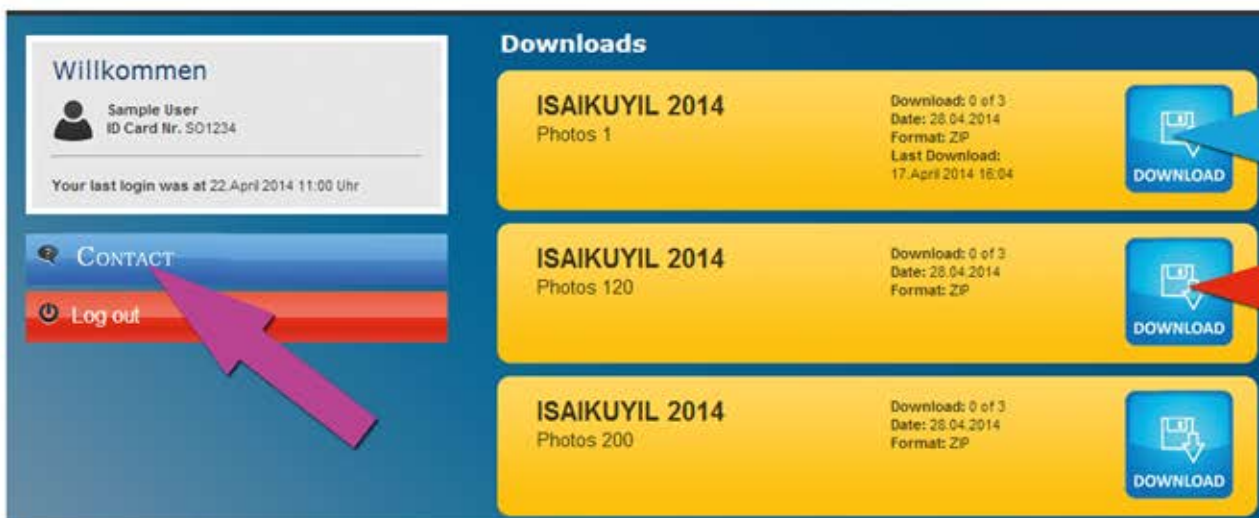 Willkommen
Sample User
ID Card Nr. SO1234
Your last login was at 22.April 2014 11:00 Uhr
CONTACT
Log out
Downloads
ISAIKUYIL 2014
Photos 1
Download: 0 of 3
Date: 28.04.2014
Format: ZIP
Last Download:
17.April 2014 16:04
DOWNLOAD
ISAIKUYIL 2014
Photos 120
Download: 0 of 3
Date: 28.04.2014
Format: ZIP
DOWNLOAD
ISAIKUYIL 2014
Photos 200
Download: 0 of 3
Date: 28.04.2014
Format: ZIP
DOWNLOAD